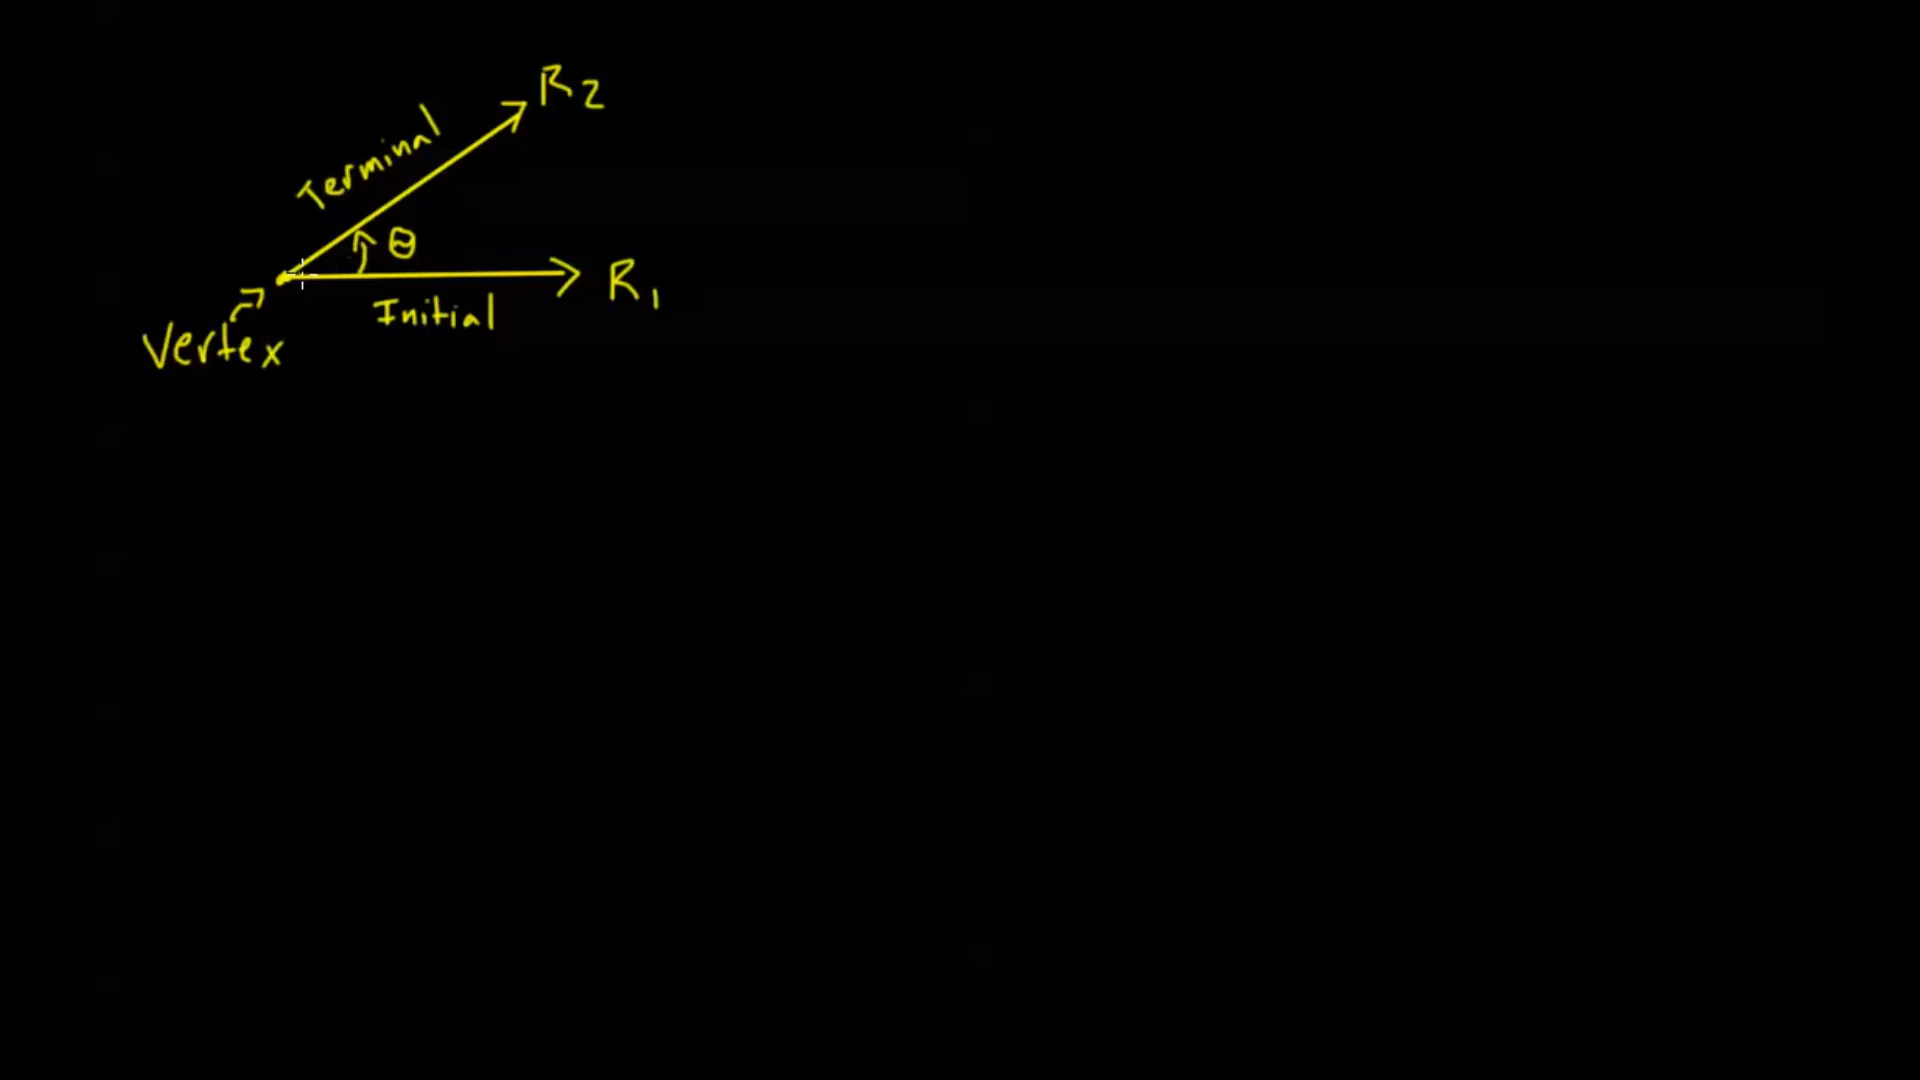 R2
Terminal
θ
R1
Initial
Vertex